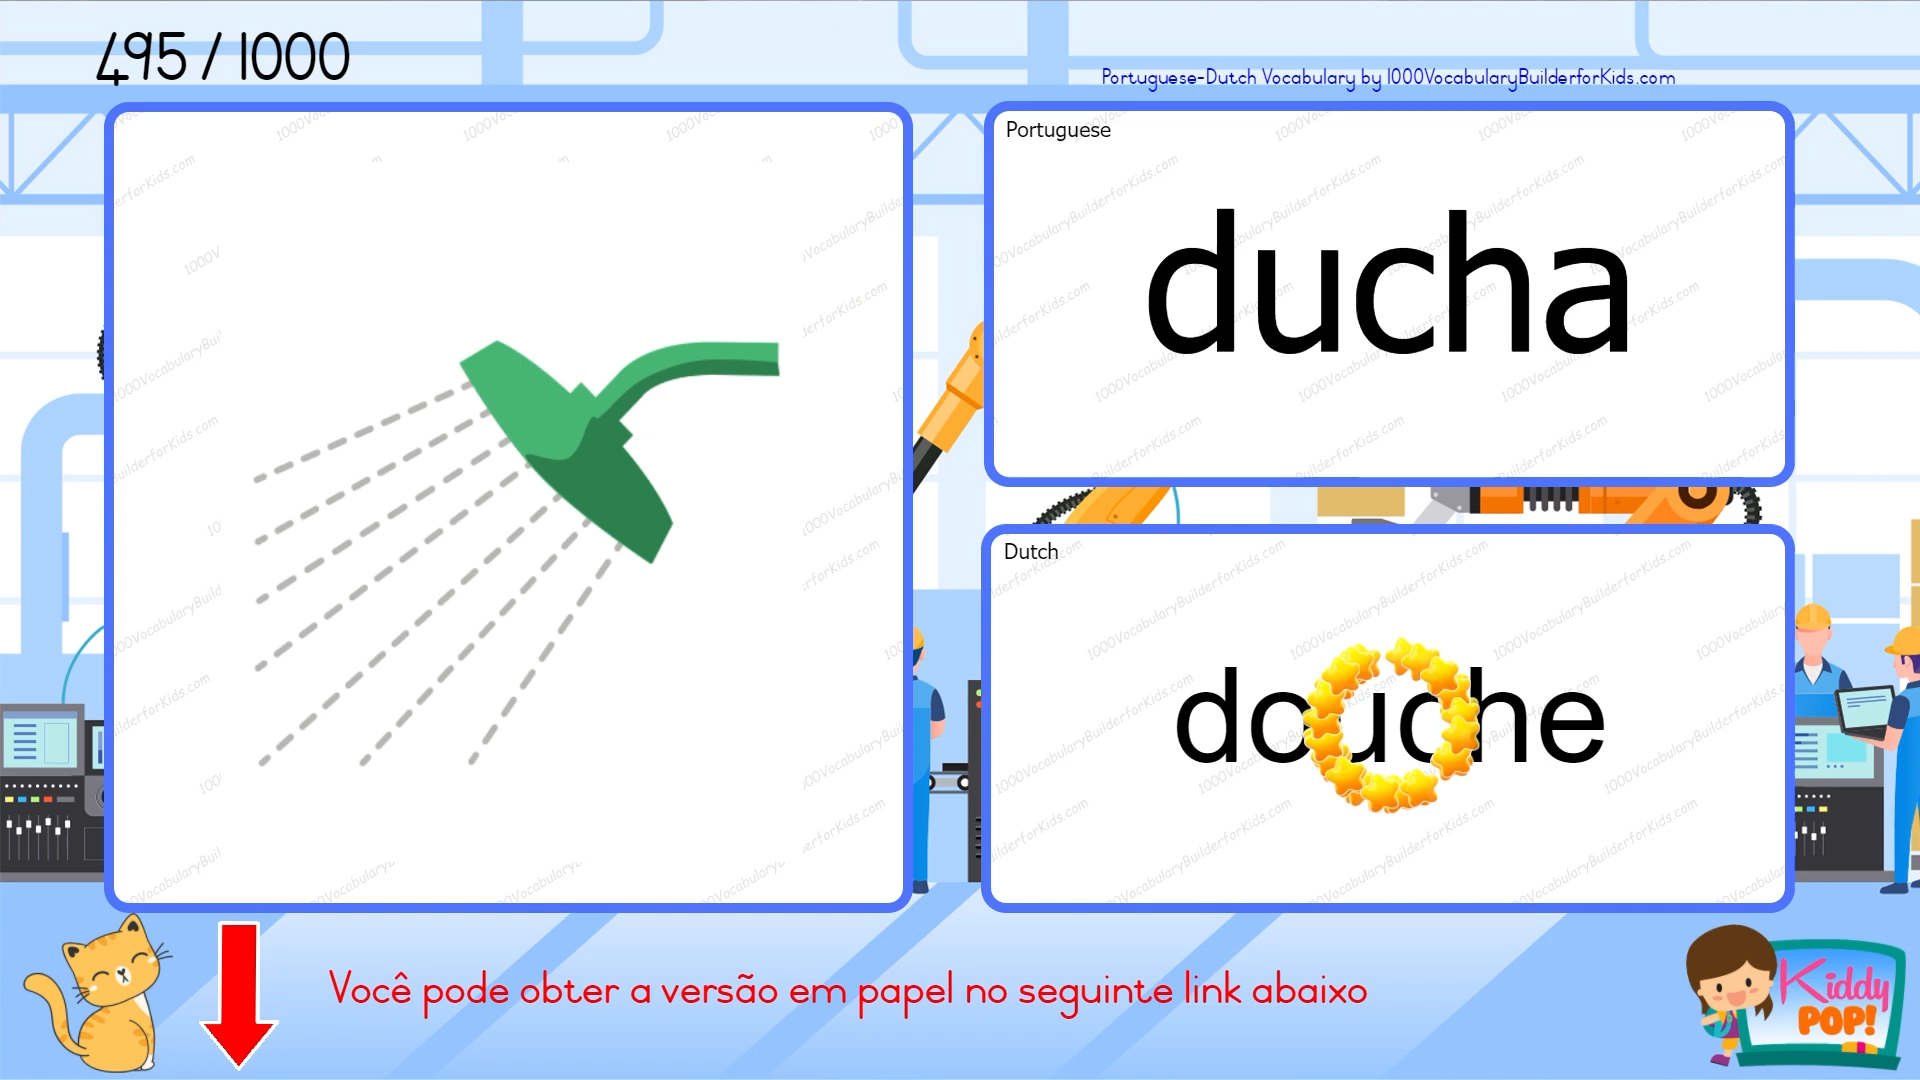 495 / 1000
Portuguese-Dutch Vocabulary by 1000VocabularyBuilderforKids.com
Portuguese
ducha
Dutch
douche
Você pode obter a versão em papel no seguinte link abaixo
Kiddy
POP!